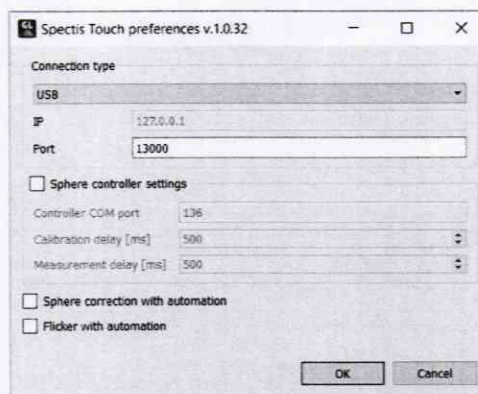 GL
Spectis Touch preferences v.1.0.32
Connection type
USB
IP 127.0.0.1
Port 13000
Sphere controller settings
Controller COM port 136
Calibration delay [ms] 500
Measurement delay [ms] 500
Sphere correction with automation
Flicker with automation
OK Cancel